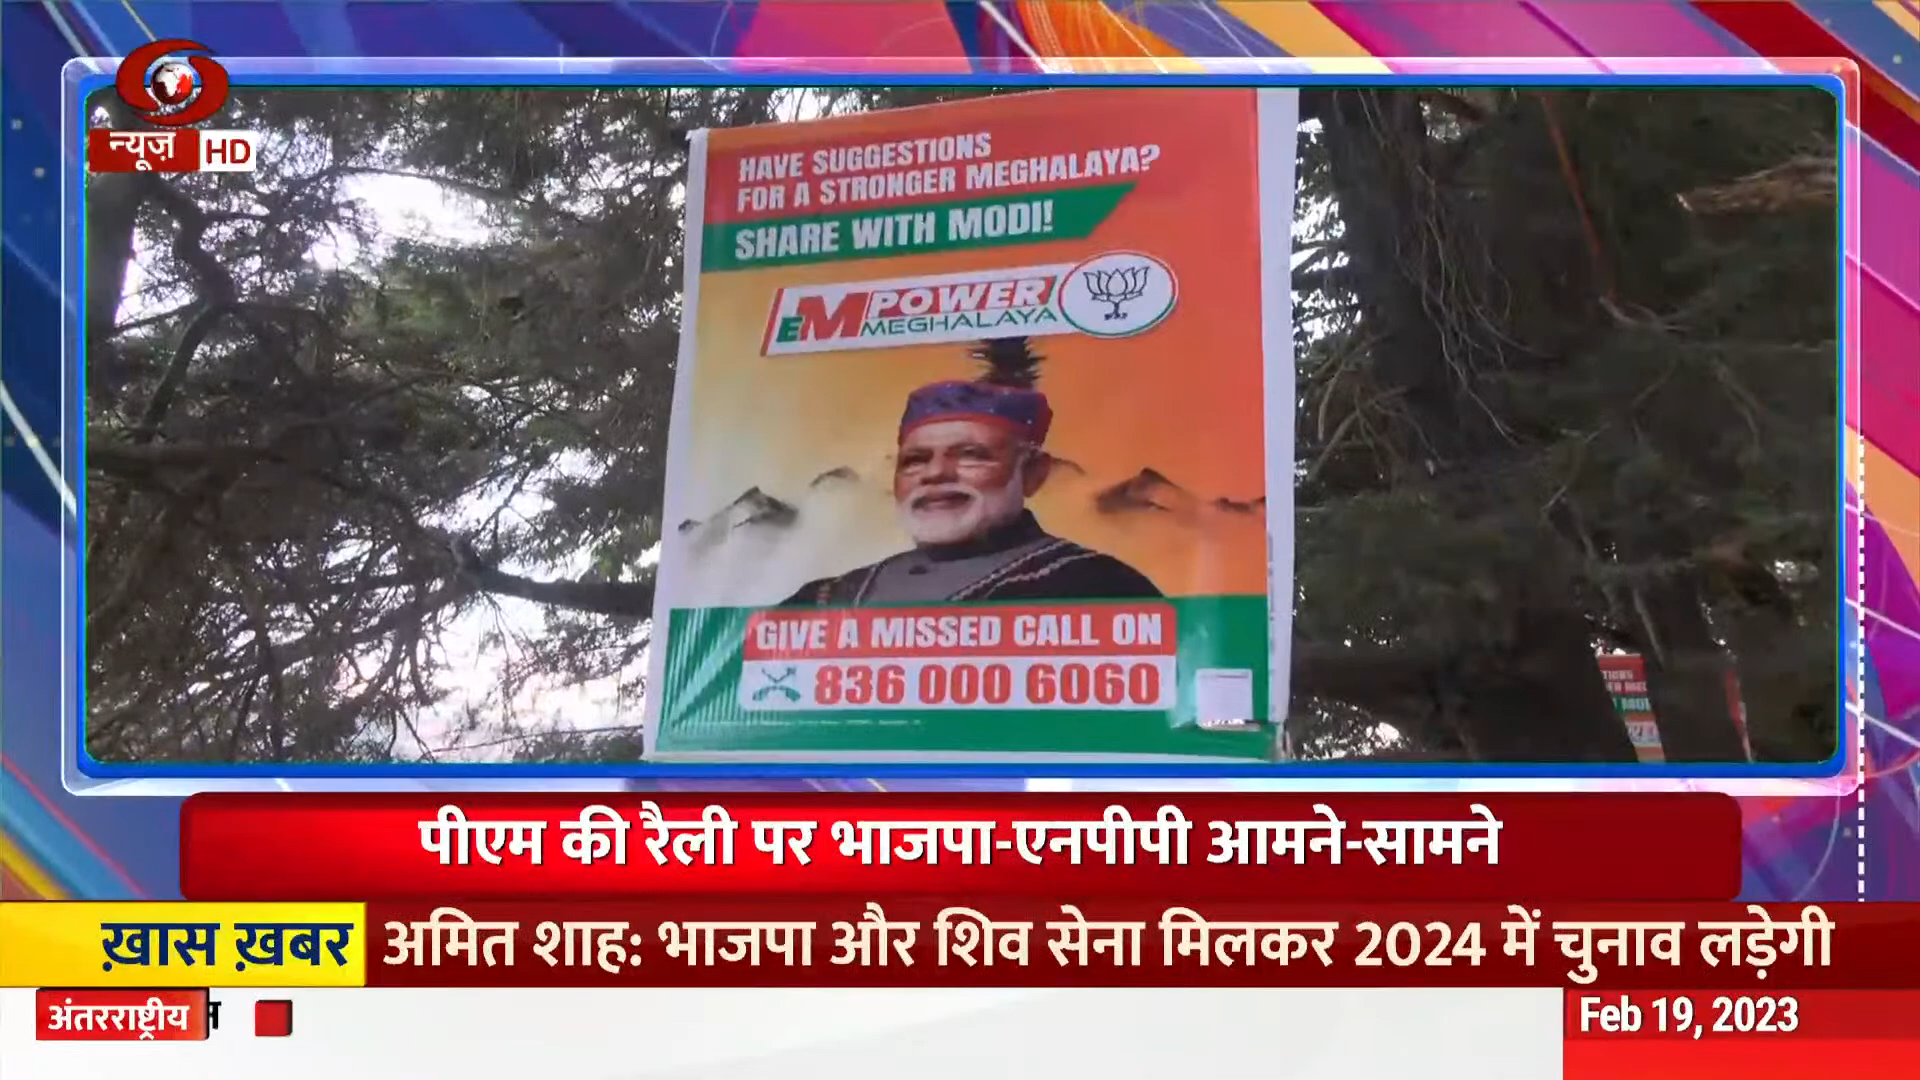 न्यूज़ HD
HAVE SUGGESTIONS
FOR A STRONGER MEGHALAYA?
SHARE WITH MODI!
EMPOWER
MEGHALAYA
GIVE A MISSED CALL ON
836 000 6060
पीएम की रैली पर भाजपा-एनपीपी आमने-सामने
ख़ास ख़बर
अमित शाह: भाजपा और शिव सेना मिलकर 2024 में चुनाव लड़ेगी
अंतरराष्ट्रीय
Feb 19, 2023